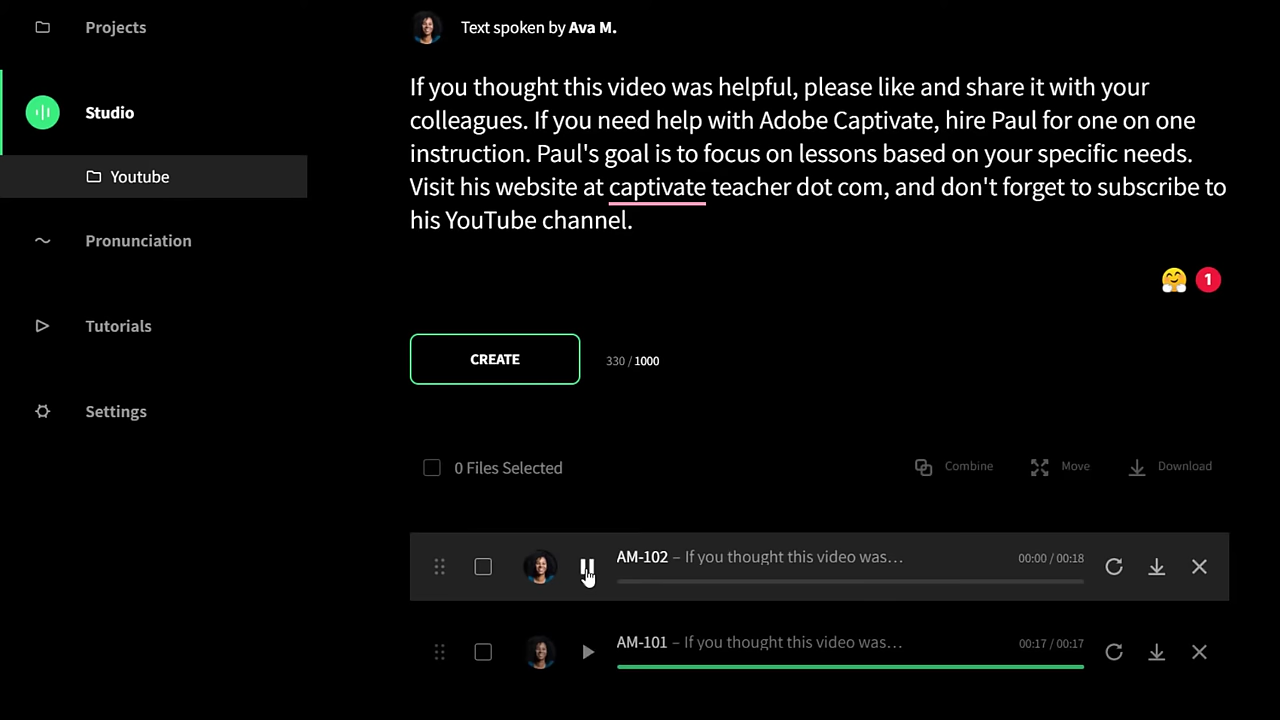 Projects
Studio
Youtube
Pronunciation
Tutorials
Settings
Text spoken by Ava M.
If you thought this video was helpful, please like and share it with your
colleagues. If you need help with Adobe Captivate, hire Paul for one on one
instruction. Paul's goal is to focus on lessons based on your specific needs.
Visit his website at captivate teacher dot com, and don't forget to subscribe to
his YouTube channel.
1
CREATE 330 / 1000
0 Files Selected Combine Move Download
AM-102 – If you thought this video was... 00:00 / 00:18
AM-101 – If you thought this video was... 00:17 / 00:17